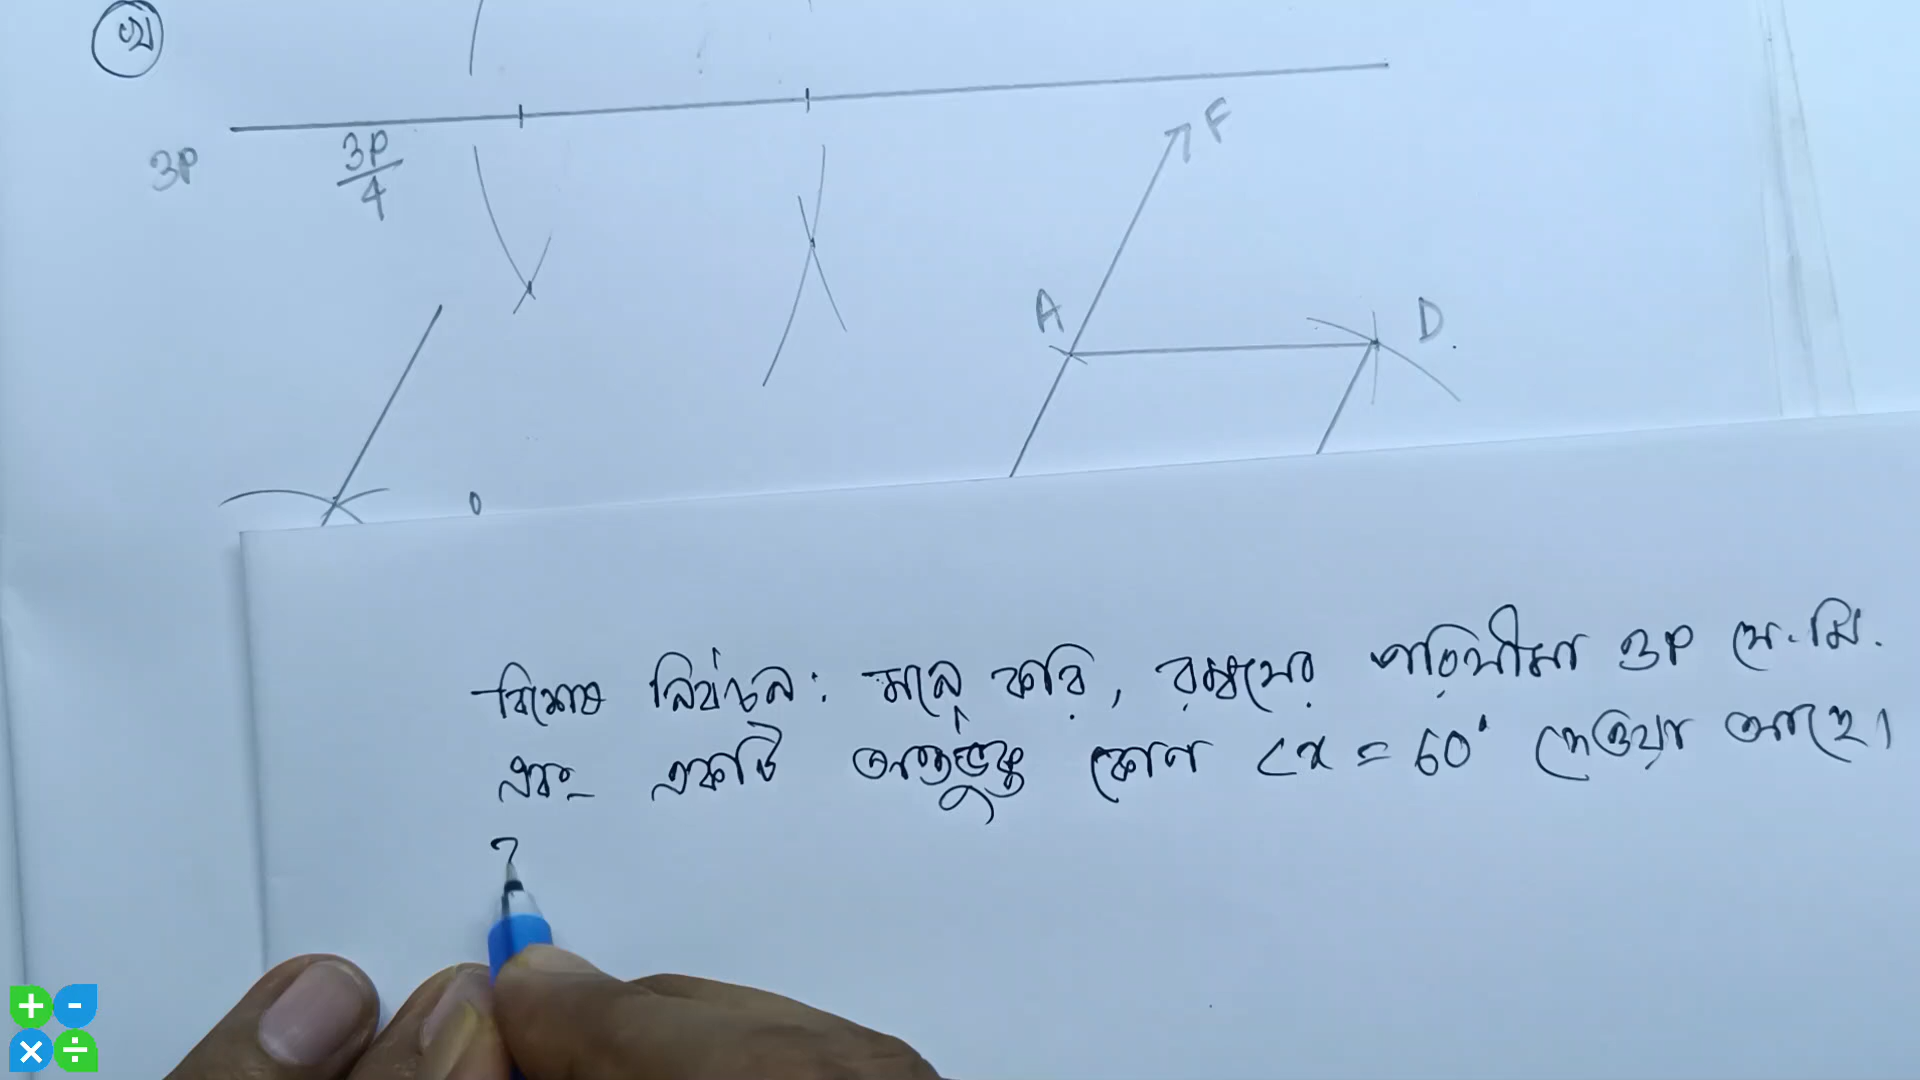 খ
3P
3P/4
F
A
D
বিশেষ নির্বচন: মনে করি, রম্বসের পরিসীমা 3P সে.মি.
এবং একটি অন্তর্ভুক্ত কোণ ∠x = 60° দেওয়া আছে।